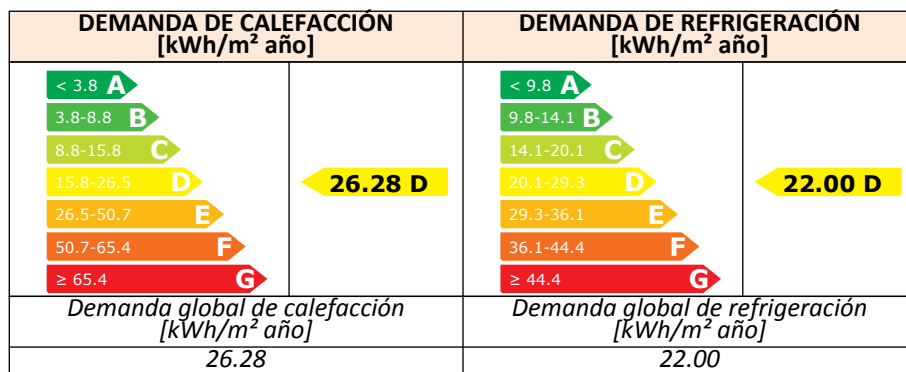 DEMANDA DE CALEFACCIÓN
[kWh/m² año]
DEMANDA DE REFRIGERACIÓN
[kWh/m² año]
< 3.8 A
3.8-8.8 B
8.8-15.8 C
15.8-26.5 D
26.5-50.7 E
50.7-65.4 F
≥ 65.4 G
26.28 D
< 9.8 A
9.8-14.1 B
14.1-20.1 C
20.1-29.3 D
29.3-36.1 E
36.1-44.4 F
≥ 44.4 G
22.00 D
Demanda global de calefacción
[kWh/m² año]
Demanda global de refrigeración
[kWh/m² año]
26.28
22.00